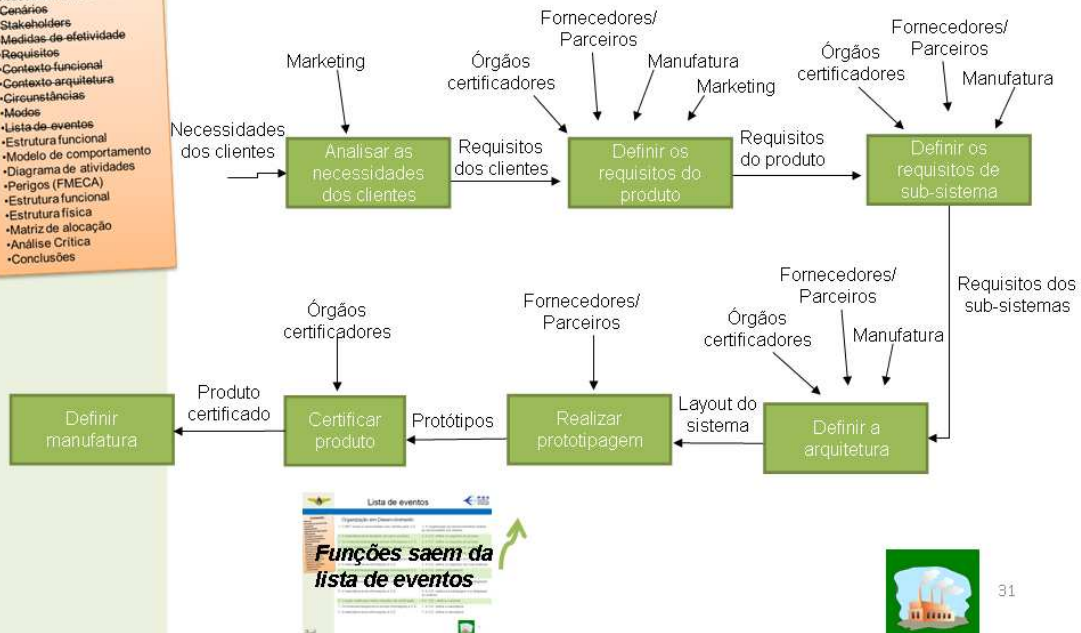 Cenários
Stakeholders
•Medidas de efetividade
•Requisitos
•Contexto funcional
•Contexto arquitetura
•Circunstâncias
•Modos
•Lista de eventos
•Estrutura funcional
•Modelo de comportamento
•Diagrama de atividades
•Perigos (FMECA)
•Estrutura funcional
•Estrutura física
•Matriz de alocação
•Análise Crítica
•Conclusões
Necessidades
dos clientes
Marketing
Analisar as
necessidades
dos clientes
Requisitos
dos clientes
Órgãos
certificadores
Fornecedores/
Parceiros
Manufatura
Marketing
Definir os
requisitos do
produto
Requisitos
do produto
Órgãos
certificadores
Fornecedores/
Parceiros
Manufatura
Definir os
requisitos de
sub-sistema
Requisitos dos
sub-sistemas
Órgãos
certificadores
Fornecedores/
Parceiros
Manufatura
Definir a
arquitetura
Layout do
sistema
Fornecedores/
Parceiros
Realizar
prototipagem
Protótipos
Órgãos
certificadores
Certificar
produto
Produto
certificado
Definir
manufatura
Lista de eventos
Funções saem da
lista de eventos
31